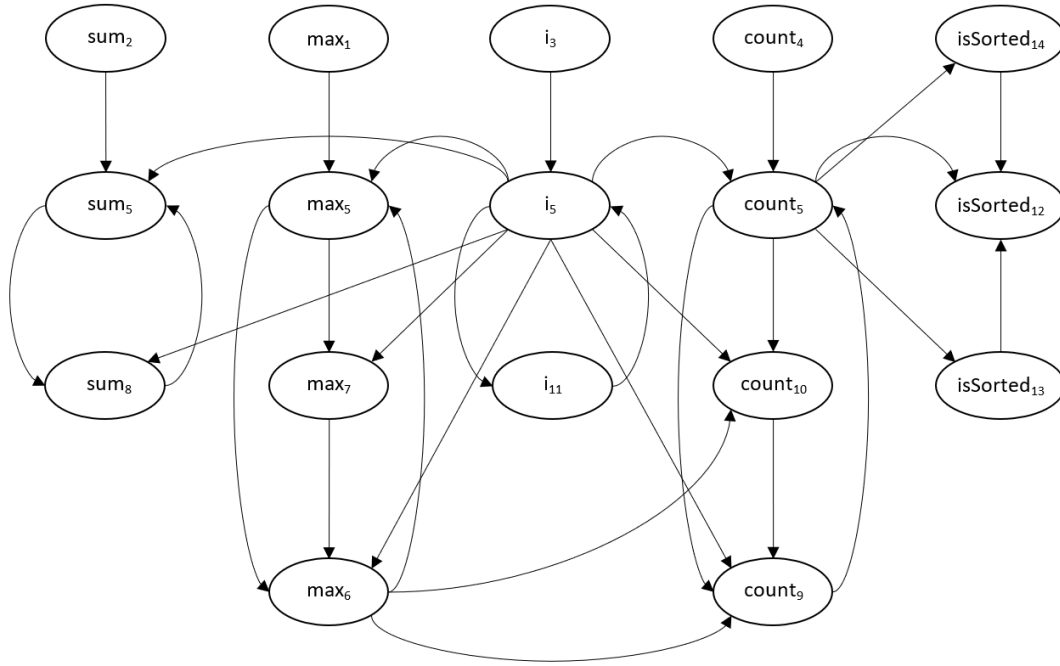 sum₂
max₁
i₃
count₄
isSorted₁₄
sum₅
max₅
i₅
count₅
isSorted₁₂
sum₈
max₇
i₁₁
count₁₀
isSorted₁₃
max₆
count₉